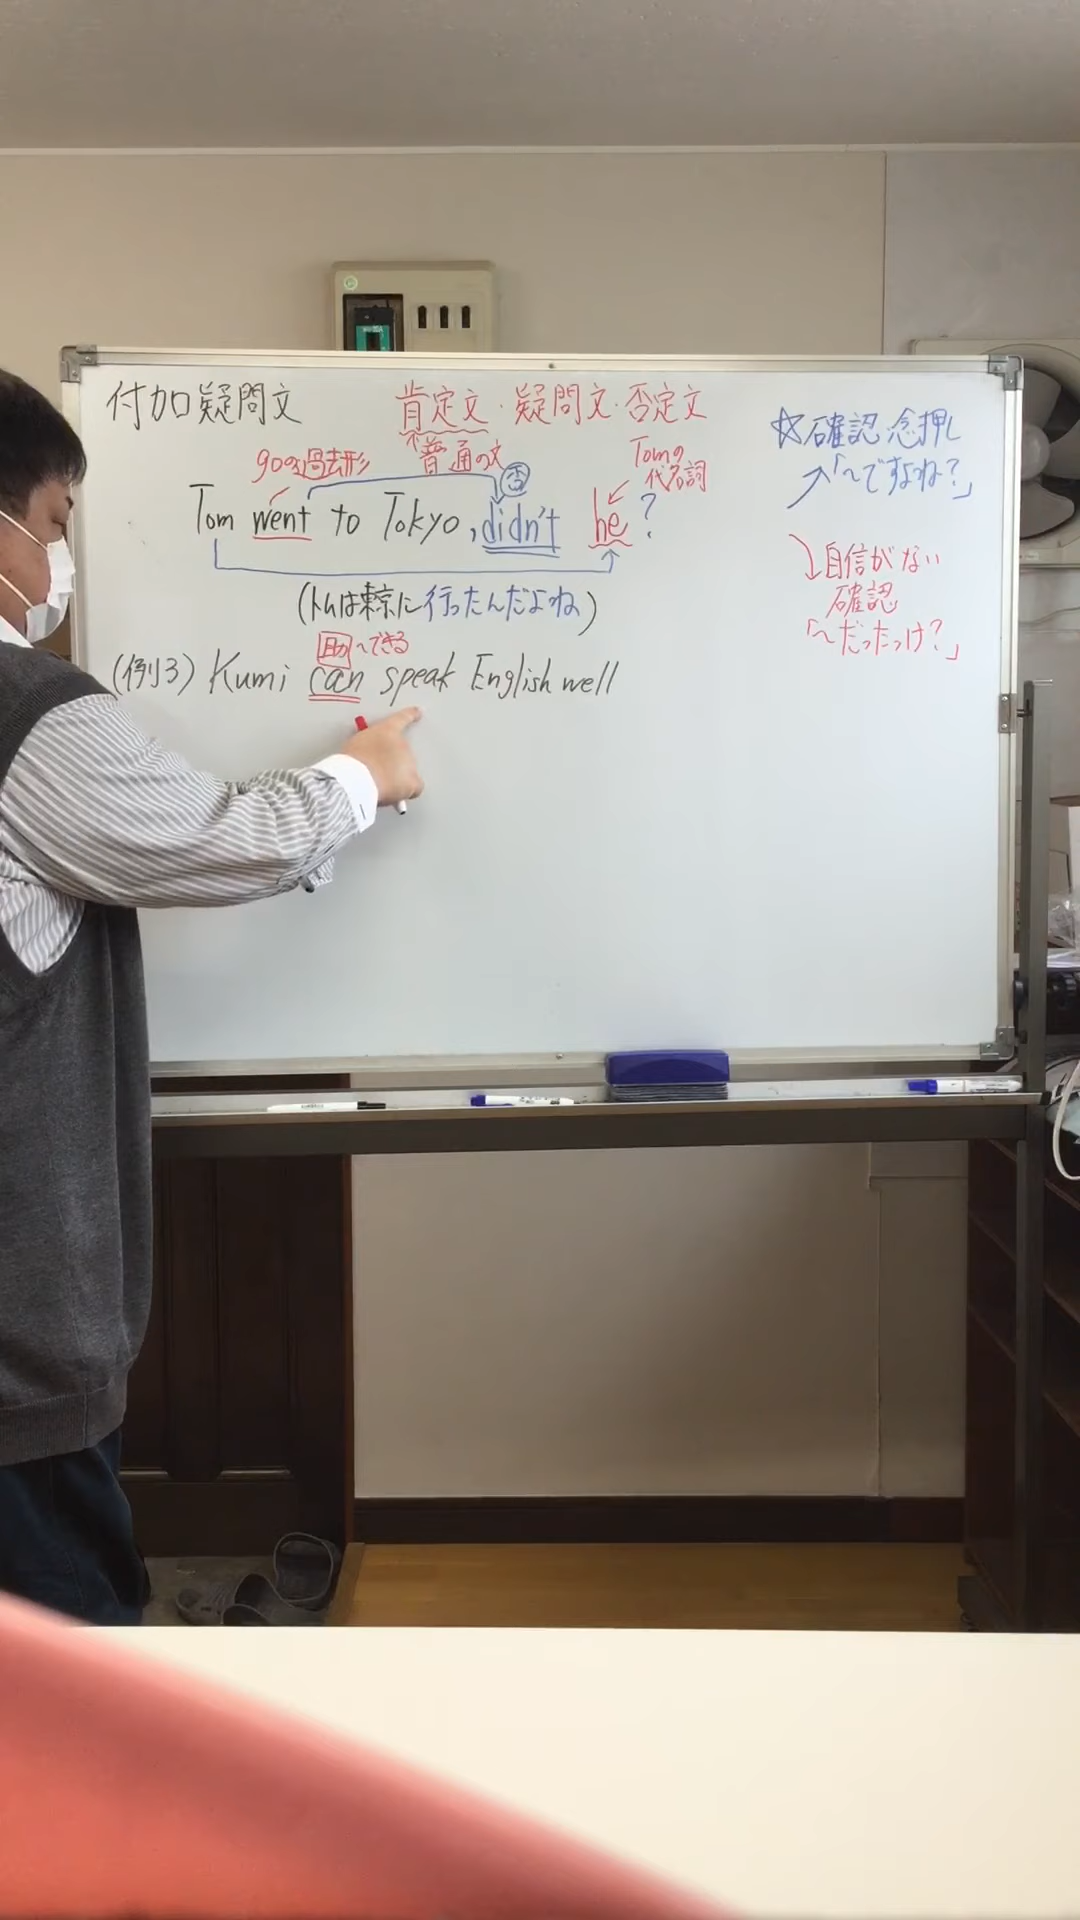 付加疑問文
肯定文・疑問文・否定文
普通の文
goの過去形
否
Tomの
代名詞
Tom went to Tokyo, didn't he?
(トムは東京に行ったんだよね)
助 〜できる
(例3) Kumi can speak English well
☆確認・念押し
↗「〜ですよね?」
↘自信がない
確認
「〜だったっけ?」